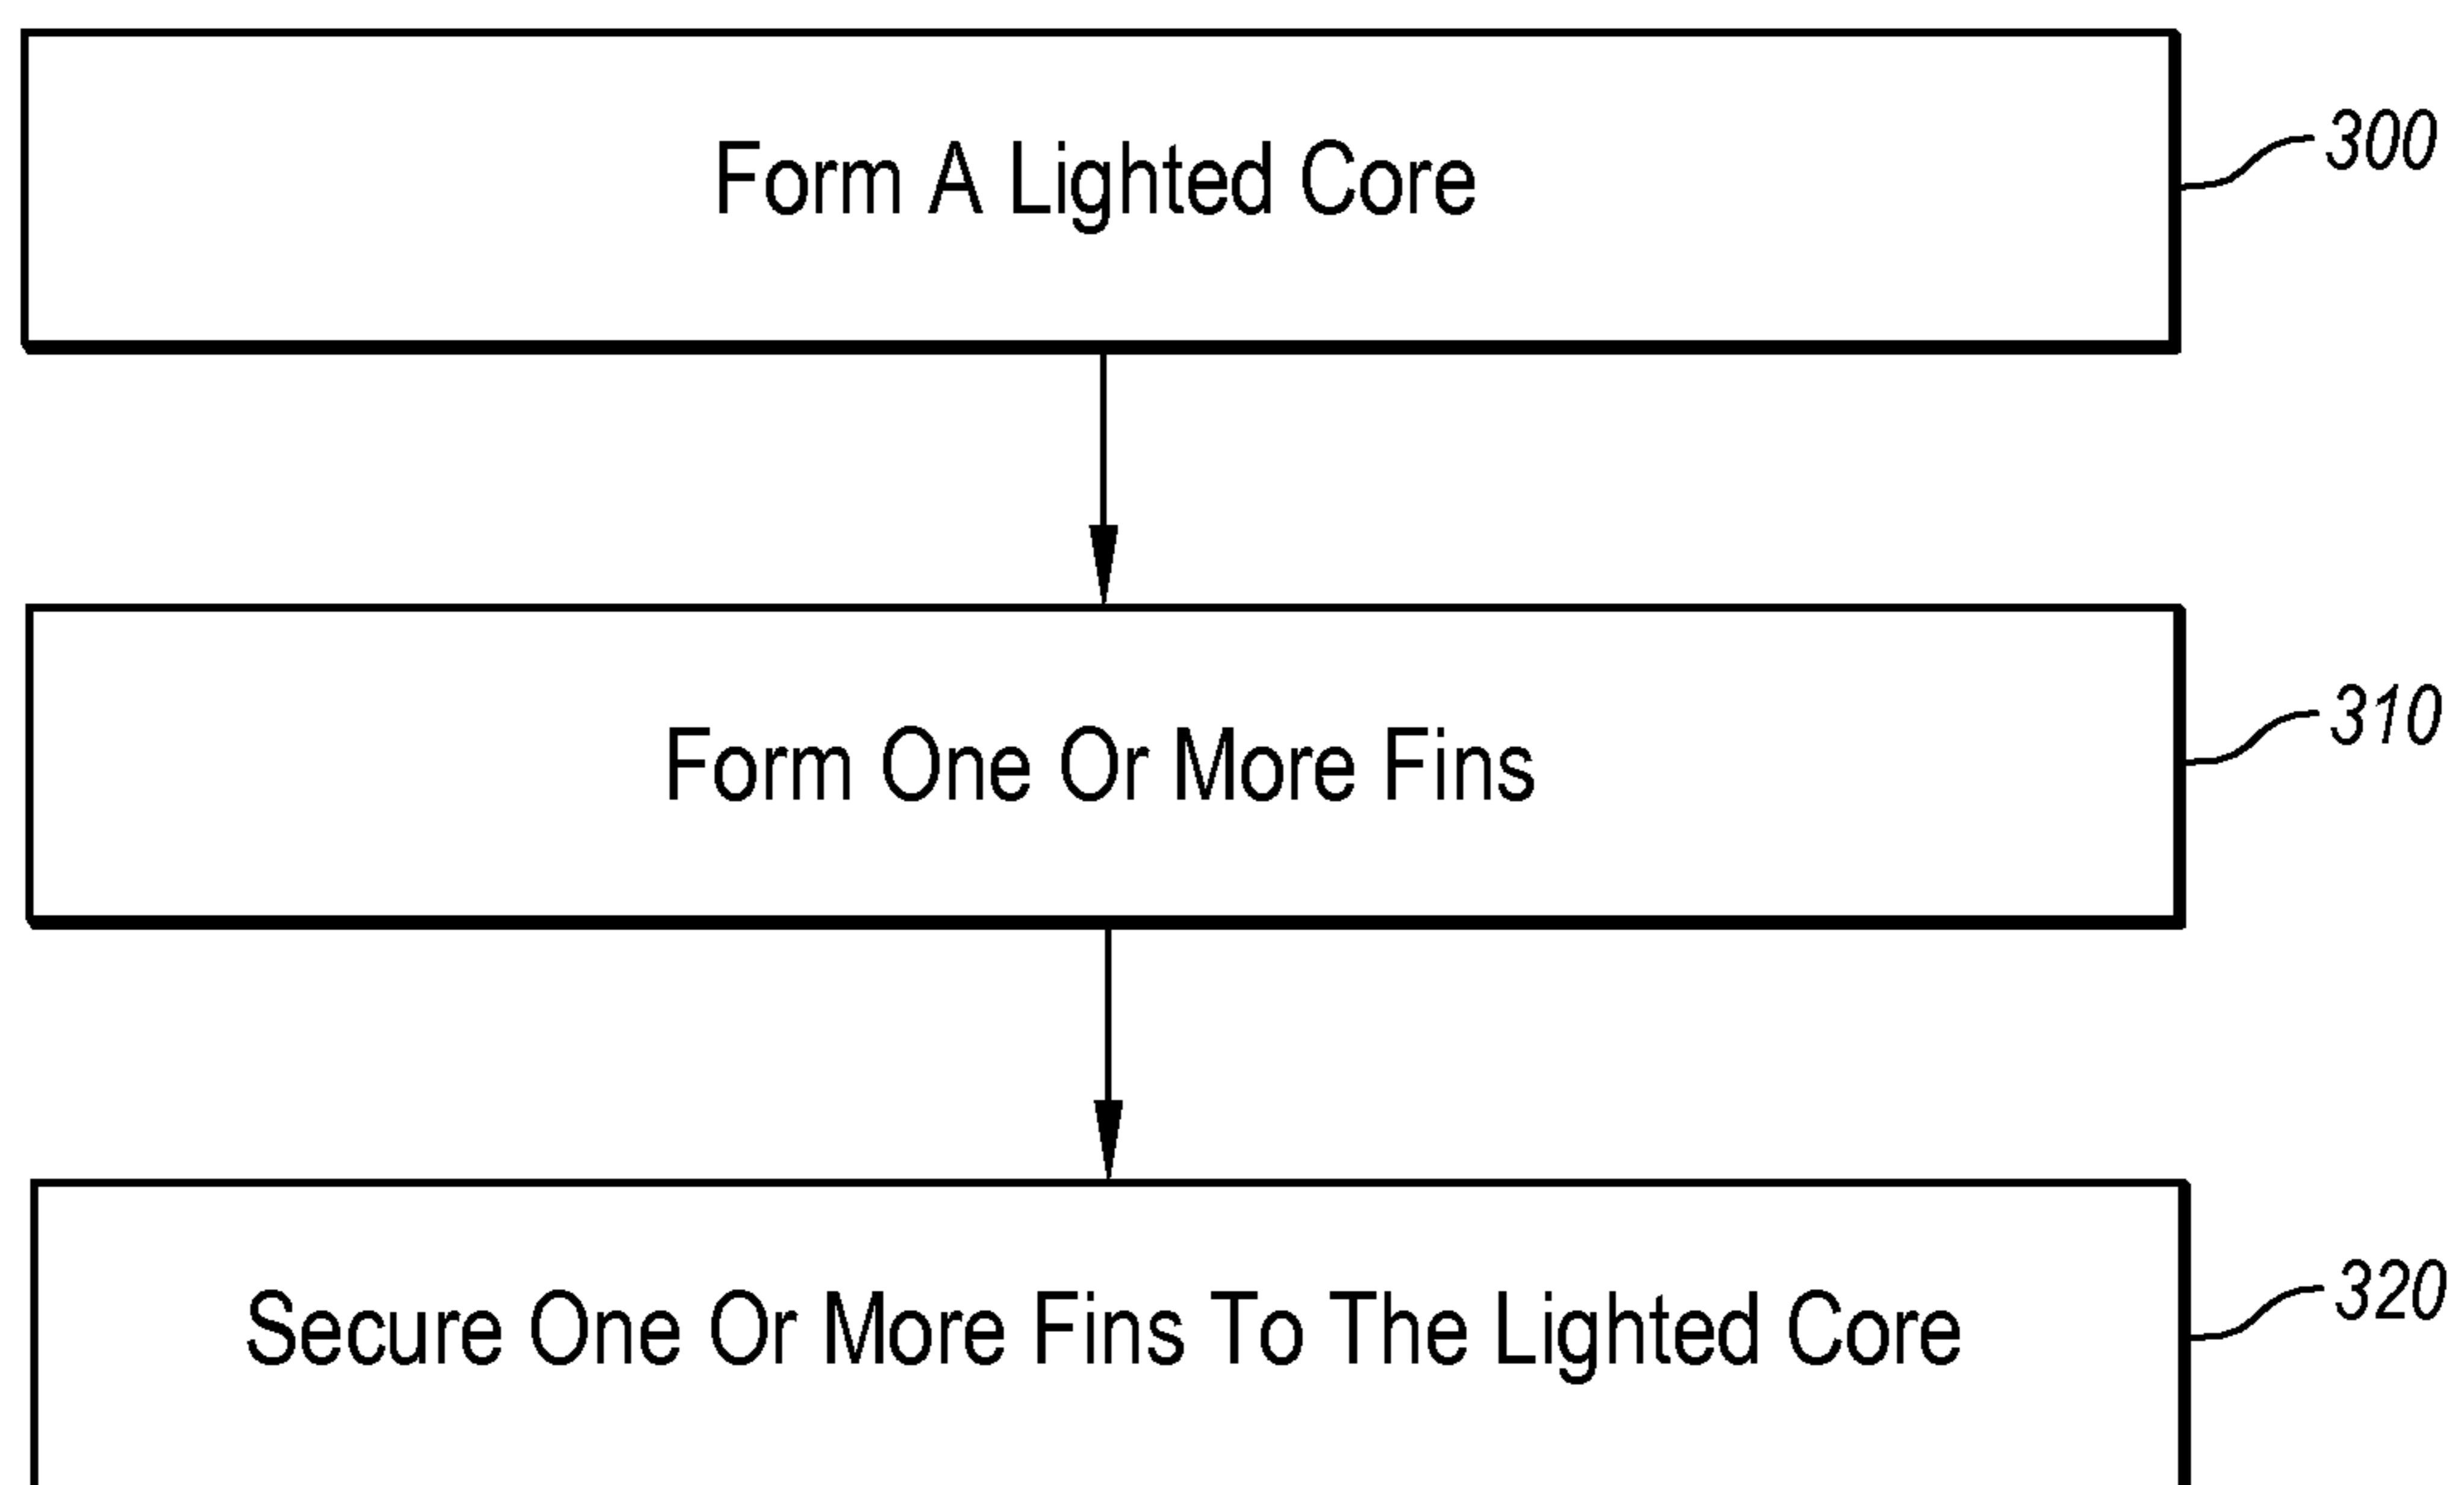 Form A Lighted Core
300
Form One Or More Fins
310
Secure One Or More Fins To The Lighted Core
320